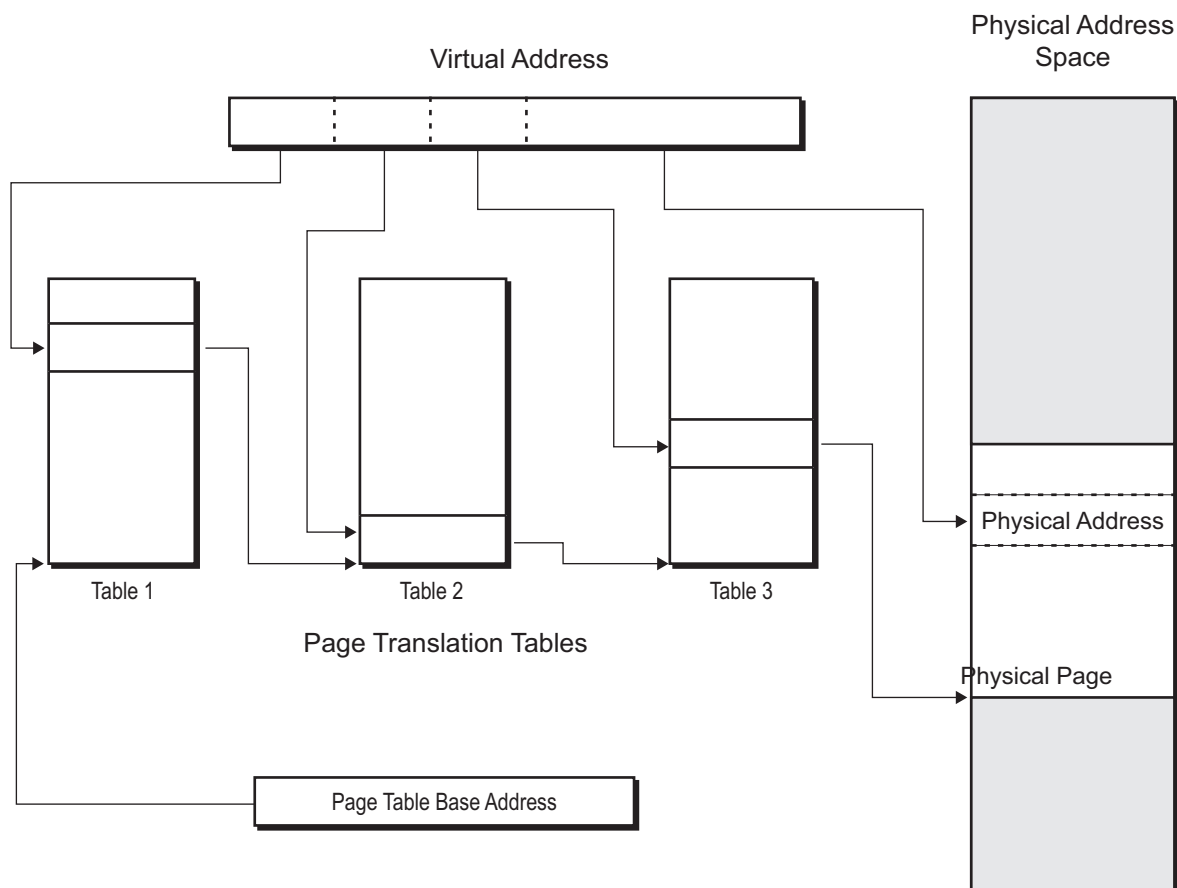 Physical Address
Space
Virtual Address
Physical Address
Table 1
Table 2
Table 3
Page Translation Tables
Physical Page
Page Table Base Address